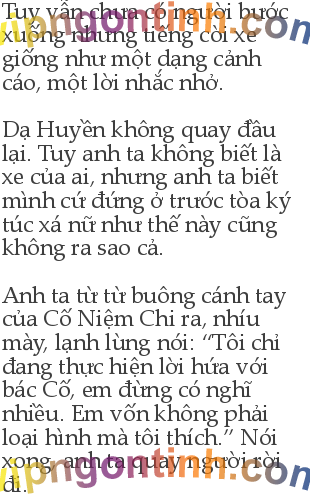 Tuy vẫn chưa có người bước
xuống nhưng tiếng còi xe
giống như một dạng cảnh
cáo, một lời nhắc nhở.
Dạ Huyền không quay đầu
lại. Tuy anh ta không biết là
xe của ai, nhưng anh ta biết
mình cứ đứng ở trước tòa ký
túc xá nữ như thế này cũng
không ra sao cả.
Anh ta từ từ buông cánh tay
của Cố Niệm Chi ra, nhíu
mày, lạnh lùng nói: “Tôi chỉ
đang thực hiện lời hứa với
bác Cố, em đừng có nghĩ
nhiều. Em vốn không phải
loại hình mà tôi thích.” Nói
xong, anh ta quay người rời
đi.
vipngontinh.com
vipngontinh.com